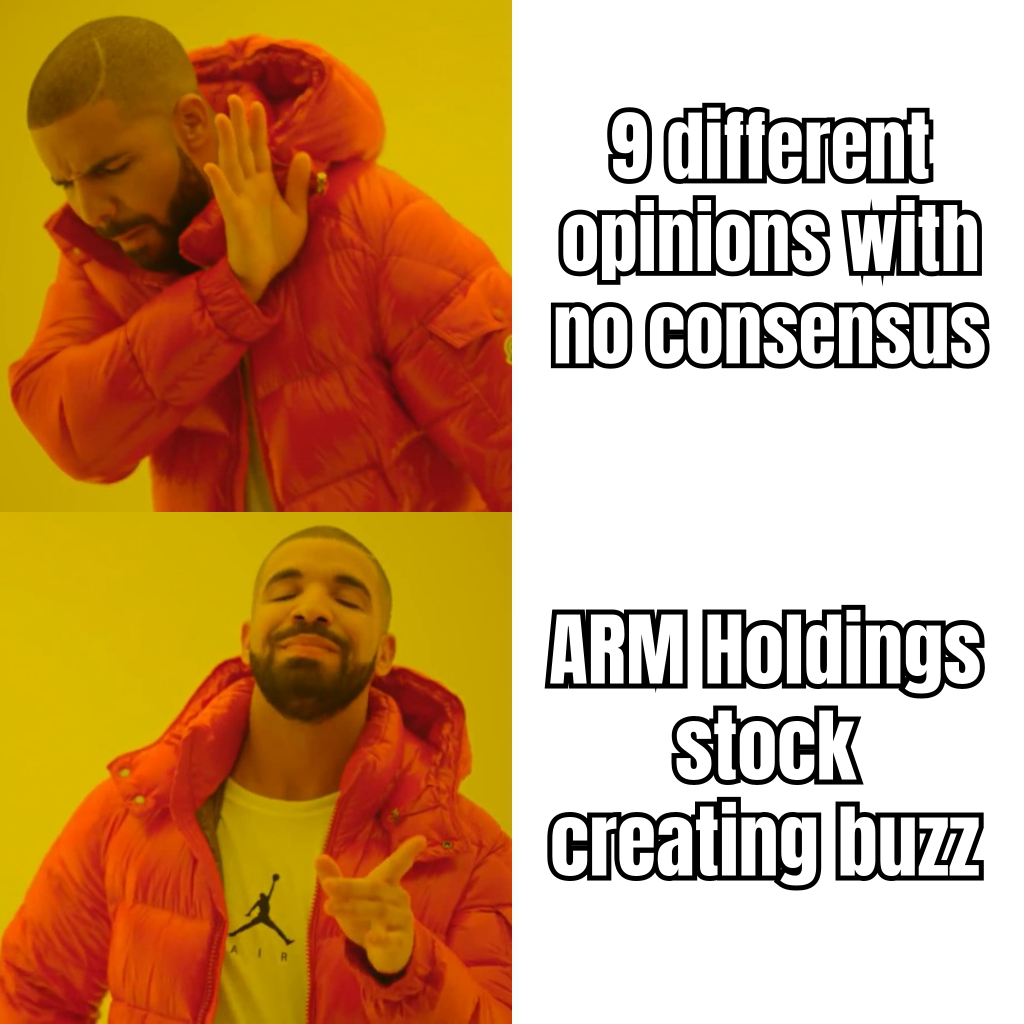 9 different
opinions with
no consensus
ARM Holdings
stock
creating buzz
A I R